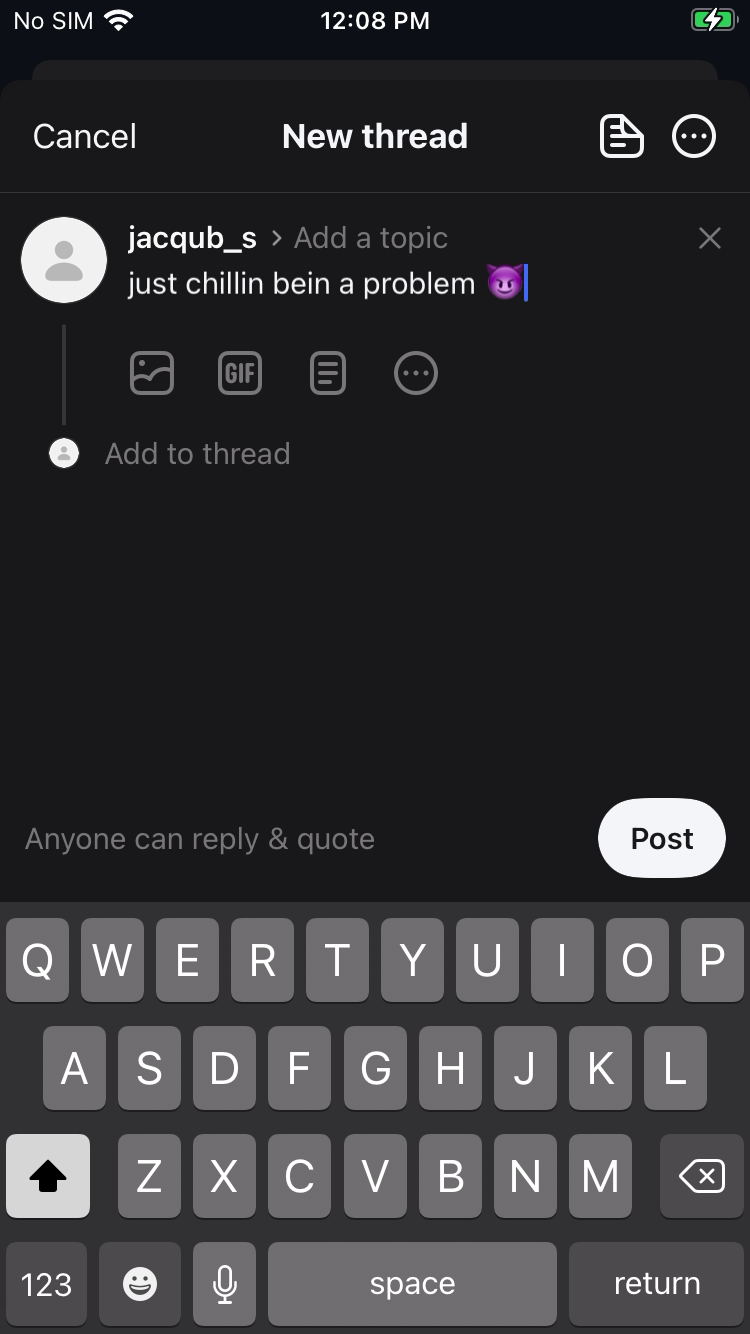 No SIM 12:08 PM
Cancel New thread
jacqub_s > Add a topic
just chillin bein a problem 😈
GIF
Add to thread
Anyone can reply & quote Post
Q W E R T Y U I O P
A S D F G H J K L
Z X C V B N M
123 space return